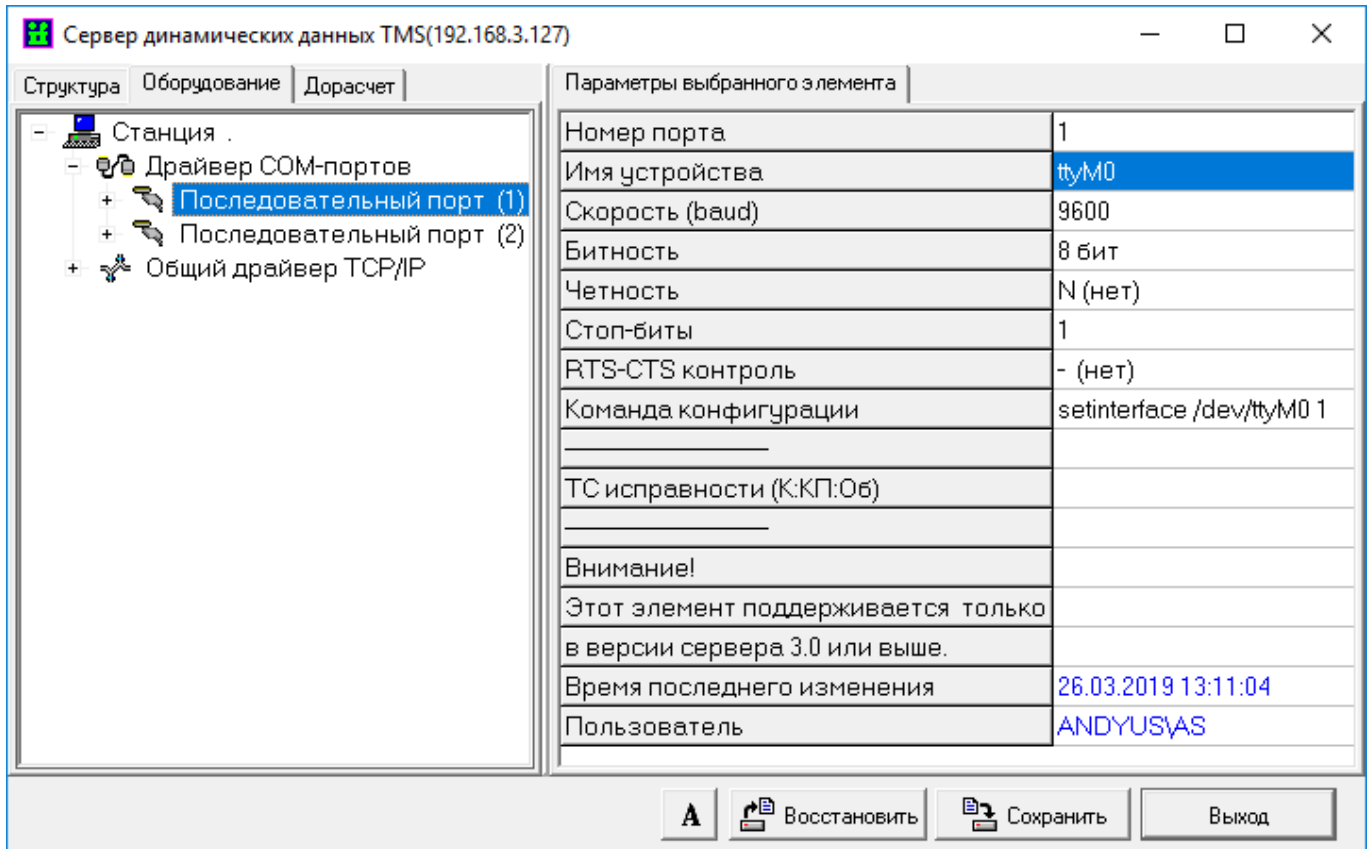 Сервер динамических данных TMS(192.168.3.127)
Структура Оборудование Дорасчет
Станция .
Драйвер COM-портов
Последовательный порт (1)
Последовательный порт (2)
Общий драйвер TCP/IP
Параметры выбранного элемента
Номер порта 1
Имя устройства ttyM0
Скорость (baud) 9600
Битность 8 бит
Четность N (нет)
Стоп-биты 1
RTS-CTS контроль - (нет)
Команда конфигурации setinterface /dev/ttyM0 1
ТС исправности (К:КП:Об)
Внимание!
Этот элемент поддерживается только
в версии сервера 3.0 или выше.
Время последнего изменения 26.03.2019 13:11:04
Пользователь ANDYUS\AS
A Восстановить Сохранить Выход